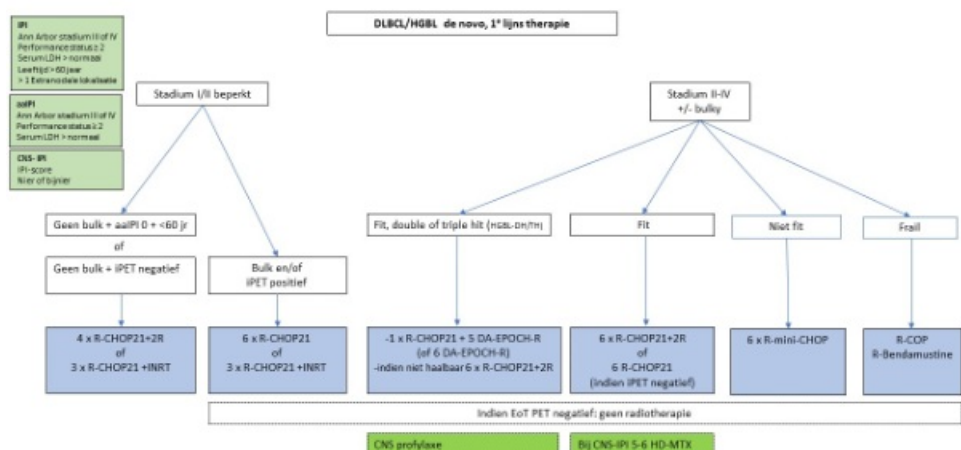 DLBCL/HGBL de novo, 1e lijns therapie
IPI
Ann Arbor stadium III of IV
Performance status ≥ 2
Serum LDH > normaal
Leeftijd > 60 jaar
> 1 Extranodale lokalisatie
aaIPI
Ann Arbor stadium III of IV
Performance status ≥ 2
Serum LDH > normaal
CNS- IPI
IPI-score
Nier of bijnier
Stadium I/II beperkt
Stadium II-IV
+/- bulky
Geen bulk + aaIPI 0 + <60 jr
of
Geen bulk + iPET negatief
Bulk en/of
iPET positief
Fit, double of triple hit (HGBL-DH/TH)
Fit
Niet fit
Frail
4 x R-CHOP21+2R
of
3 x R-CHOP21 +INRT
6 x R-CHOP21
of
3 x R-CHOP21 +INRT
-1 x R-CHOP21 + 5 DA-EPOCH-R
(of 6 DA-EPOCH-R)
-indien niet haalbaar 6 x R-CHOP21+2R
6 x R-CHOP21+2R
of
6 R-CHOP21
(indien iPET negatief)
6 x R-mini-CHOP
R-COP
R-Bendamustine
Indien EoT PET negatief: geen radiotherapie
CNS profylaxe
Bij CNS-IPI 5-6 HD-MTX